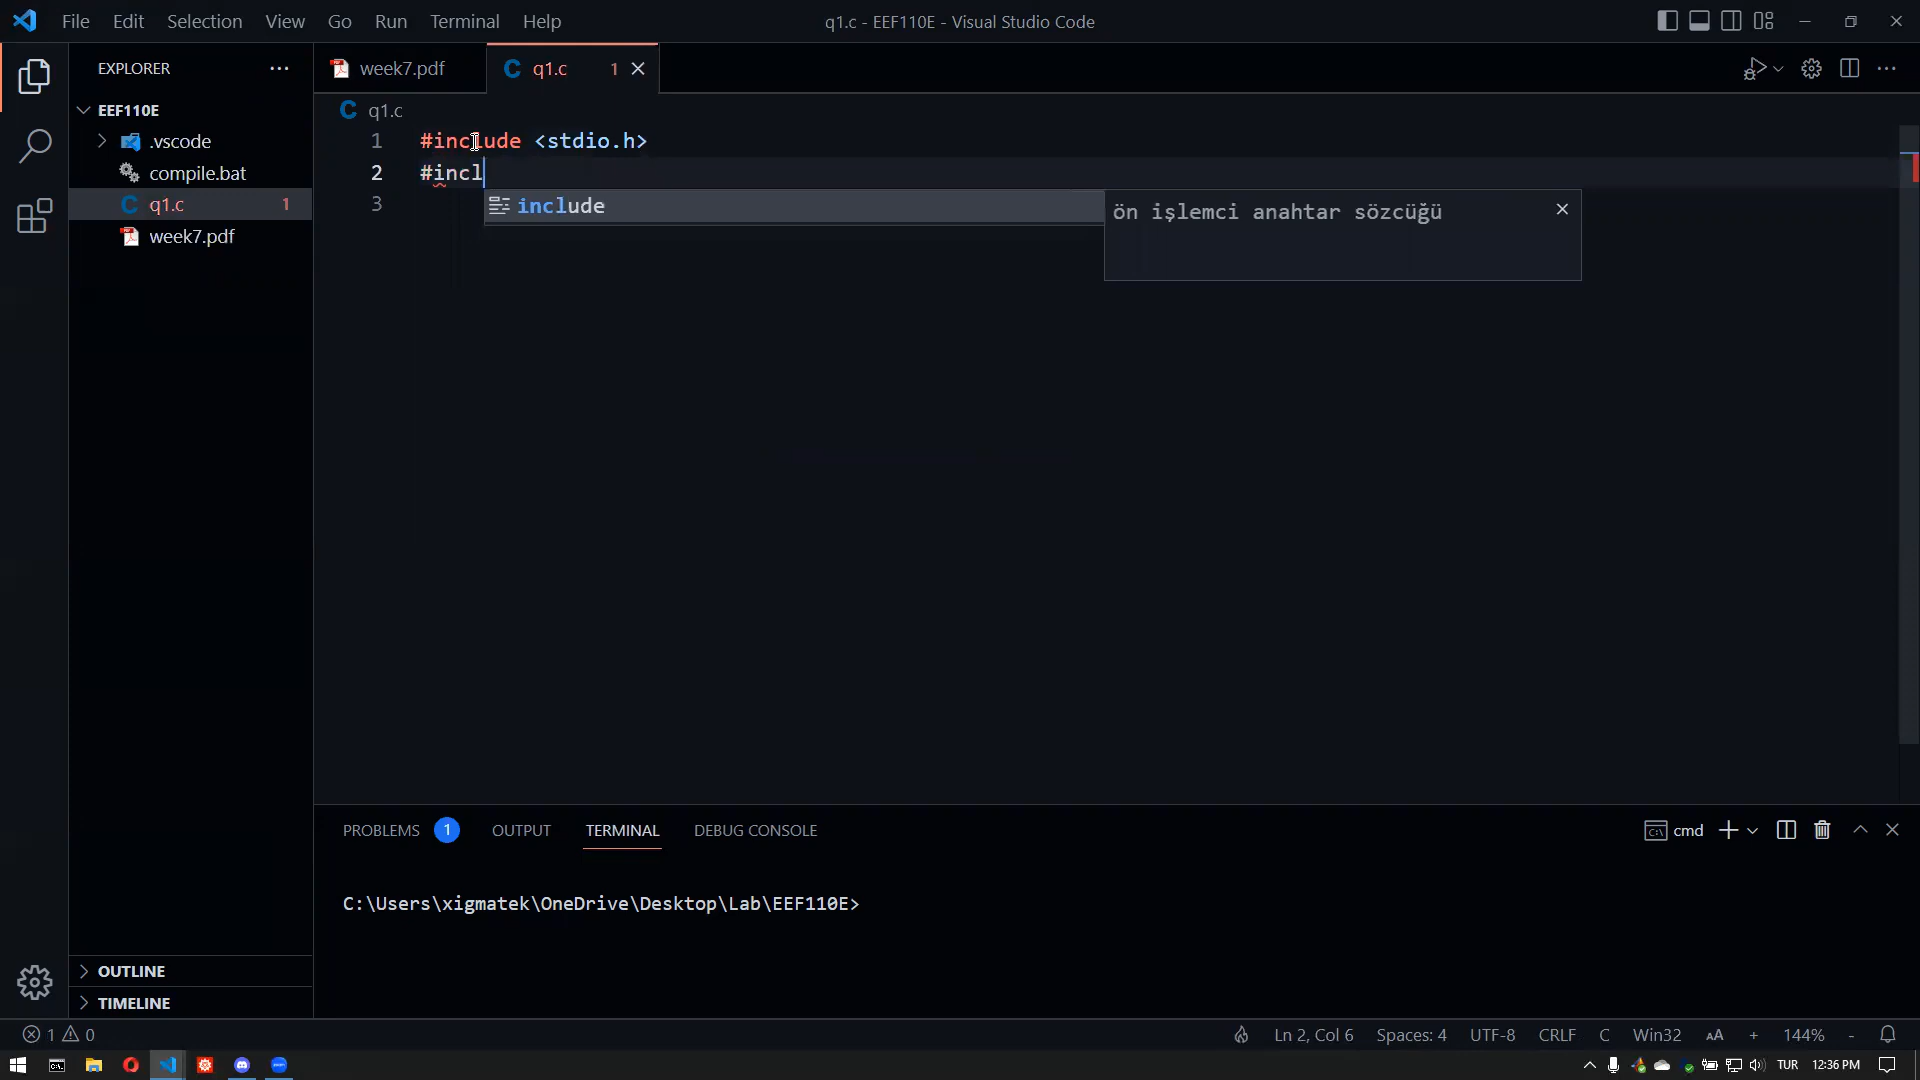 File Edit Selection View Go Run Terminal Help
q1.c - EEF110E - Visual Studio Code
EXPLORER
EEF110E
.vscode
compile.bat
q1.c 1
week7.pdf
OUTLINE
TIMELINE
week7.pdf
q1.c 1
q1.c
1 #include <stdio.h>
2 #incl
3
include
ön işlemci anahtar sözcüğü
PROBLEMS 1 OUTPUT TERMINAL DEBUG CONSOLE
cmd
C:\Users\xigmatek\OneDrive\Desktop\Lab\EEF110E>
1 0
Ln 2, Col 6 Spaces: 4 UTF-8 CRLF C Win32 AA + 144% -
TUR 12:36 PM